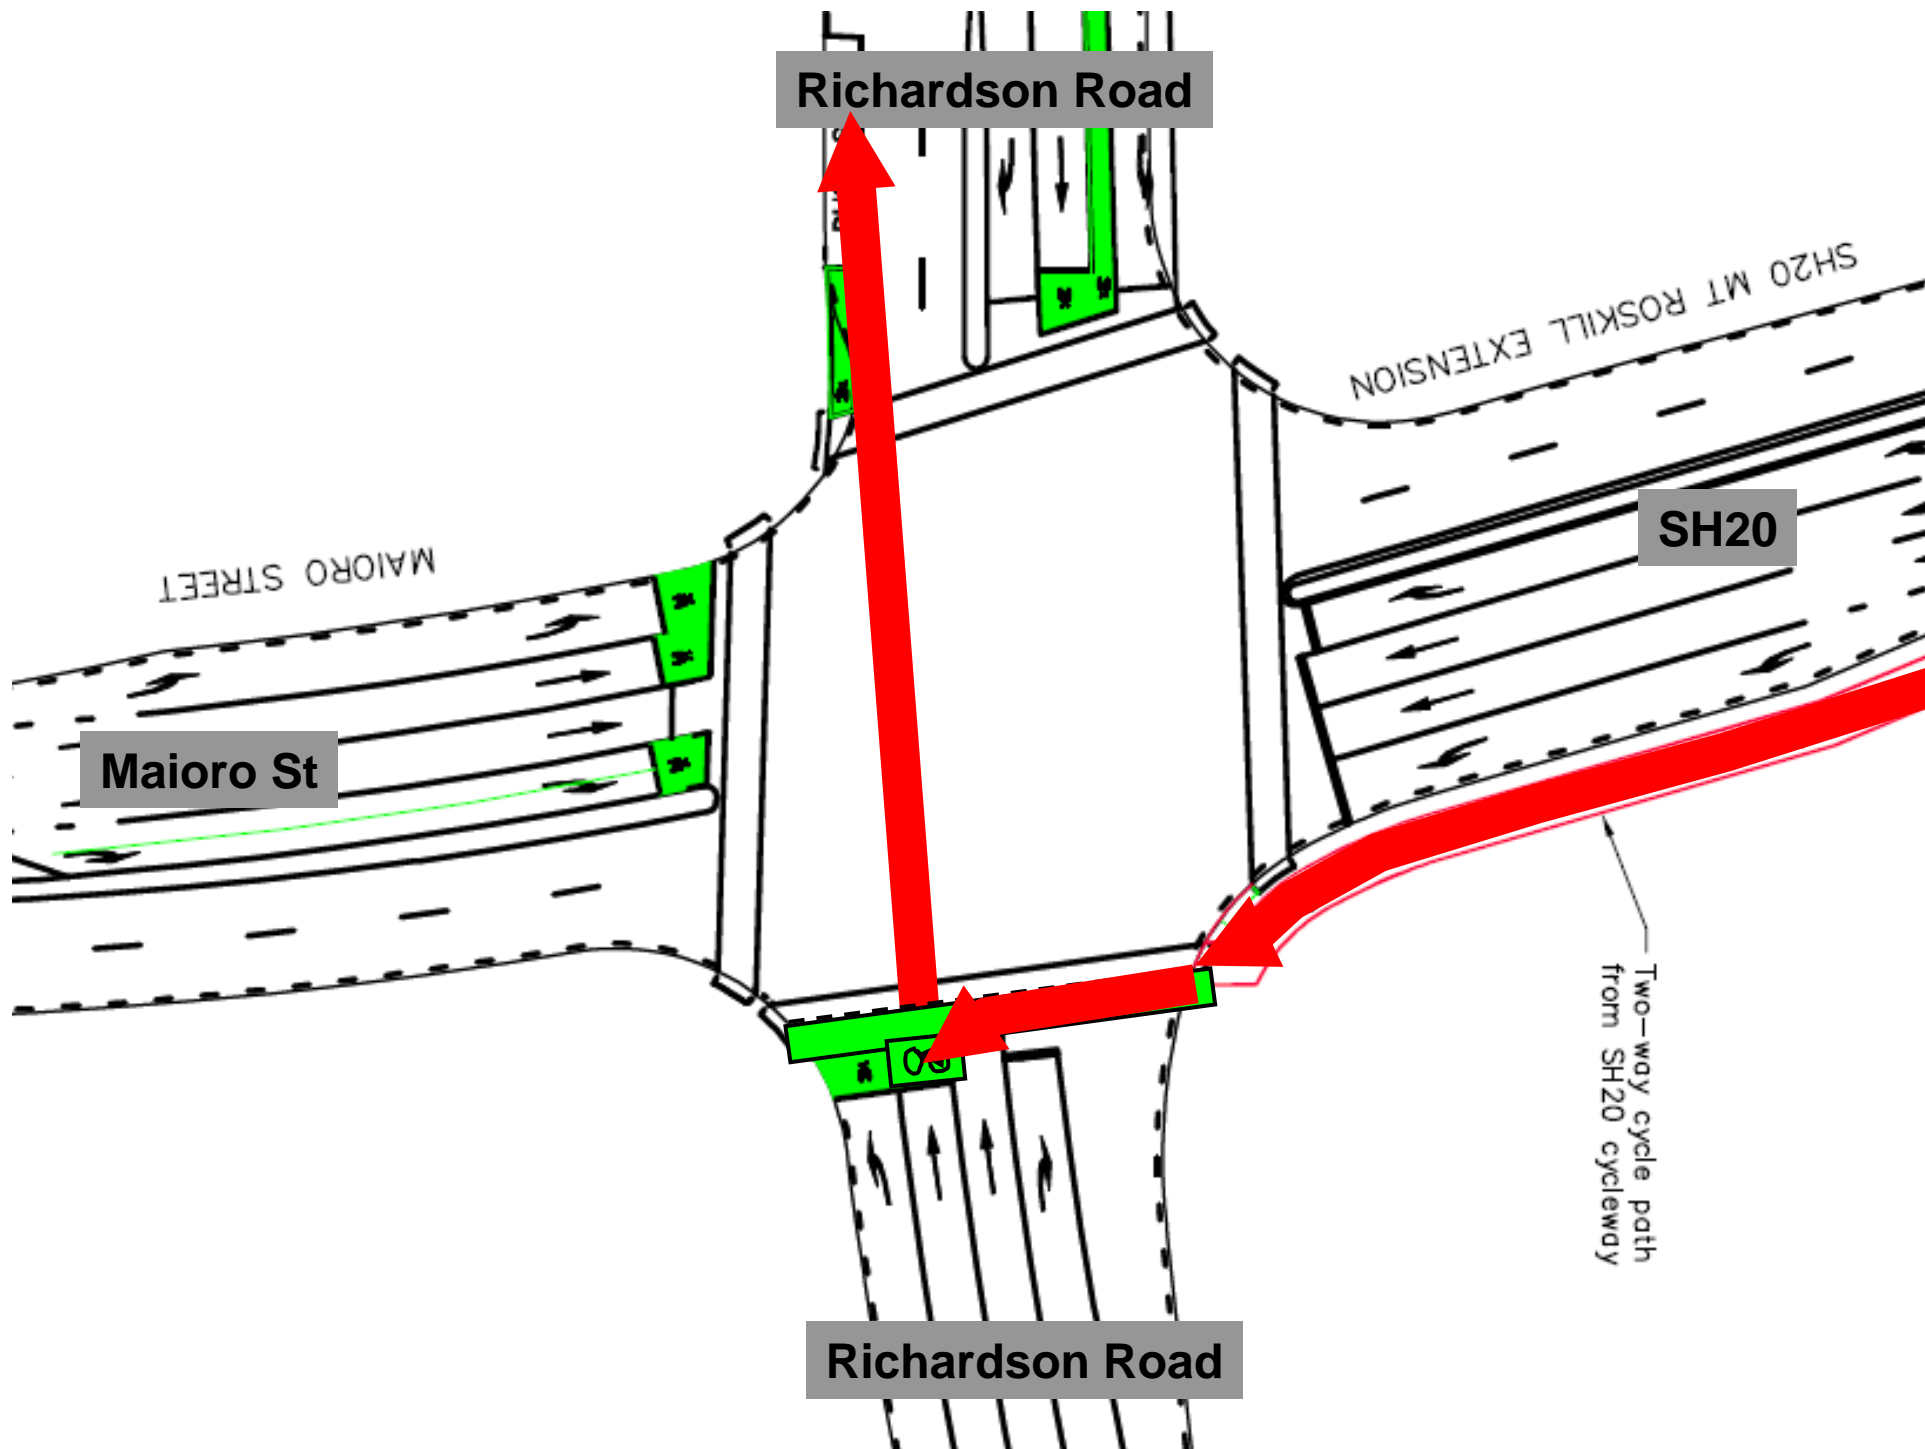 Richardson Road
SH20 MT ROSKILL EXTENSION
SH20
MAIORO STREET
Maioro St
Two-way cycle path
from SH20 cycleway
Richardson Road